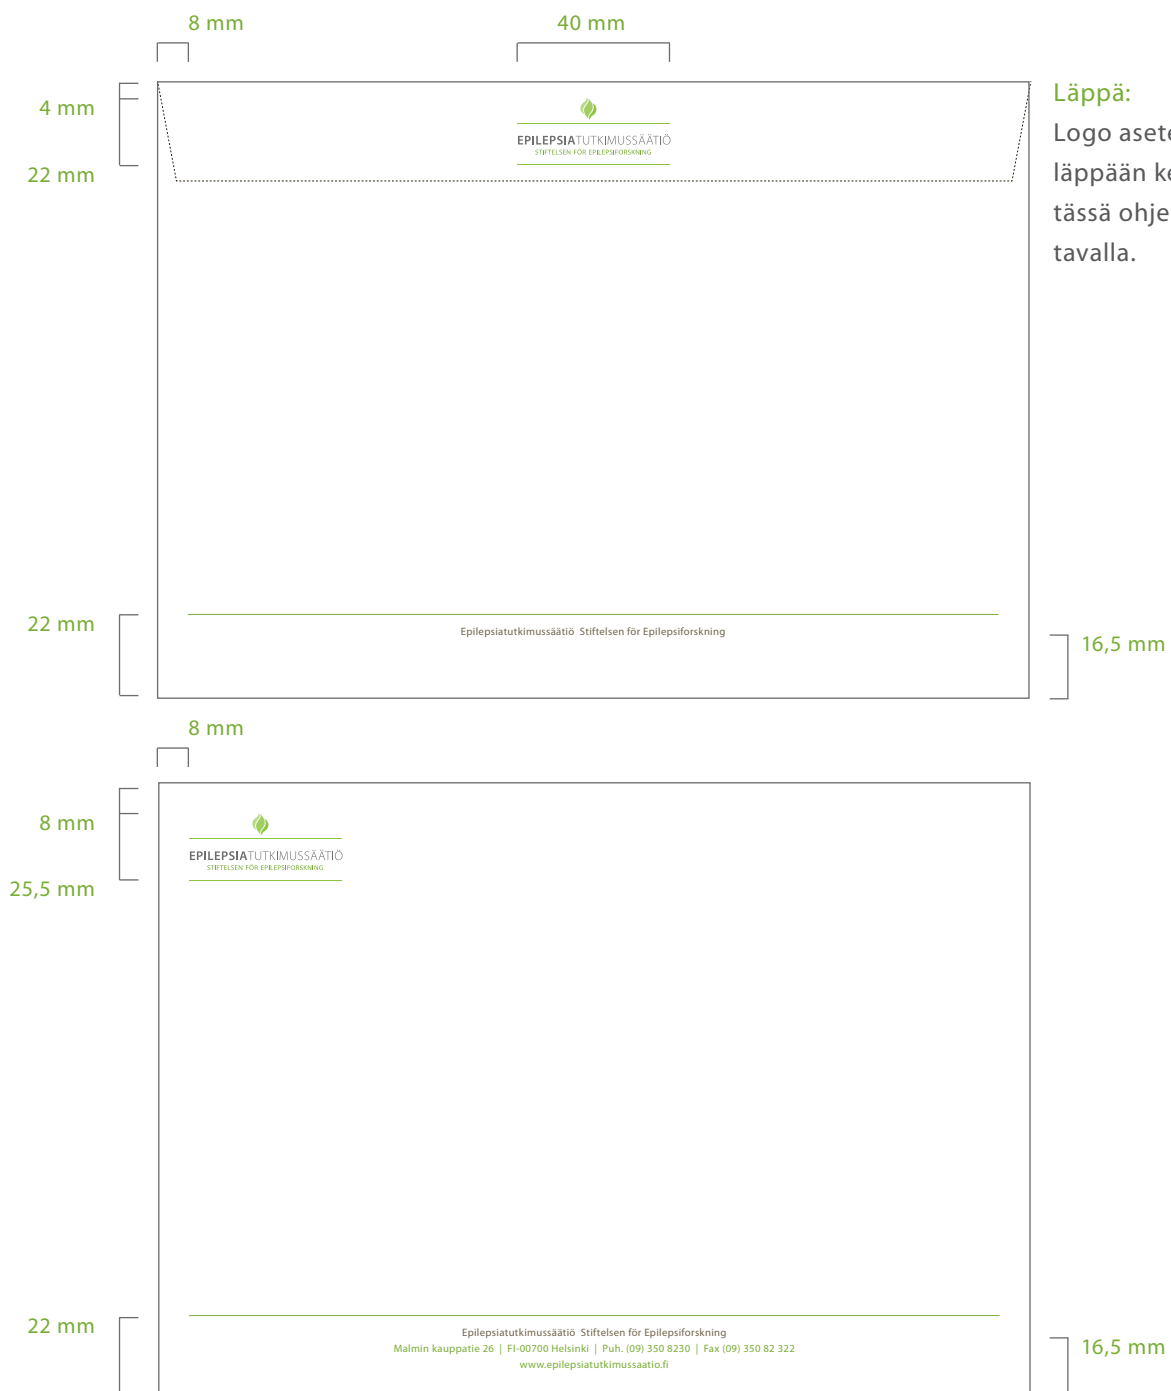 8 mm
40 mm
4 mm
22 mm
EPILEPSIATUTKIMUSSÄÄTIÖ
STIFTELSEN FÖR EPILEPSIFORSKNING
Läppä:
Logo
läppään
tässä
tavalla.
22 mm
Epilepsiatutkimussäätiö Stiftelsen för Epilepsiforskning
16,5 mm
8 mm
8 mm
25,5 mm
EPILEPSIATUTKIMUSSÄÄTIÖ
STIFTELSEN FÖR EPILEPSIFORSKNING
22 mm
Epilepsiatutkimussäätiö Stiftelsen för Epilepsiforskning
Malmin kauppatie 26 | FI-00700 Helsinki | Puh. (09) 350 8230 | Fax (09) 350 82 322
www.epilepsiatutkimussaatio.fi
16,5 mm